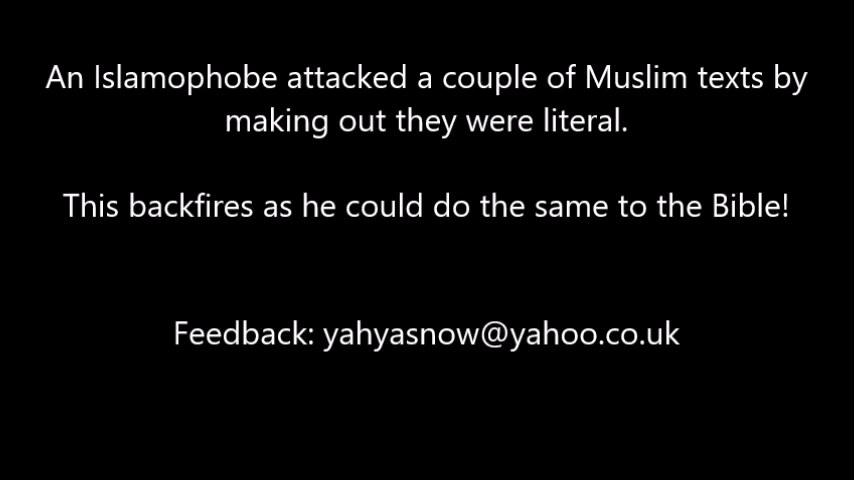 An Islamophobe attacked a couple of Muslim texts by
making out they were literal.
This backfires as he could do the same to the Bible!
Feedback: yahyasnow@yahoo.co.uk